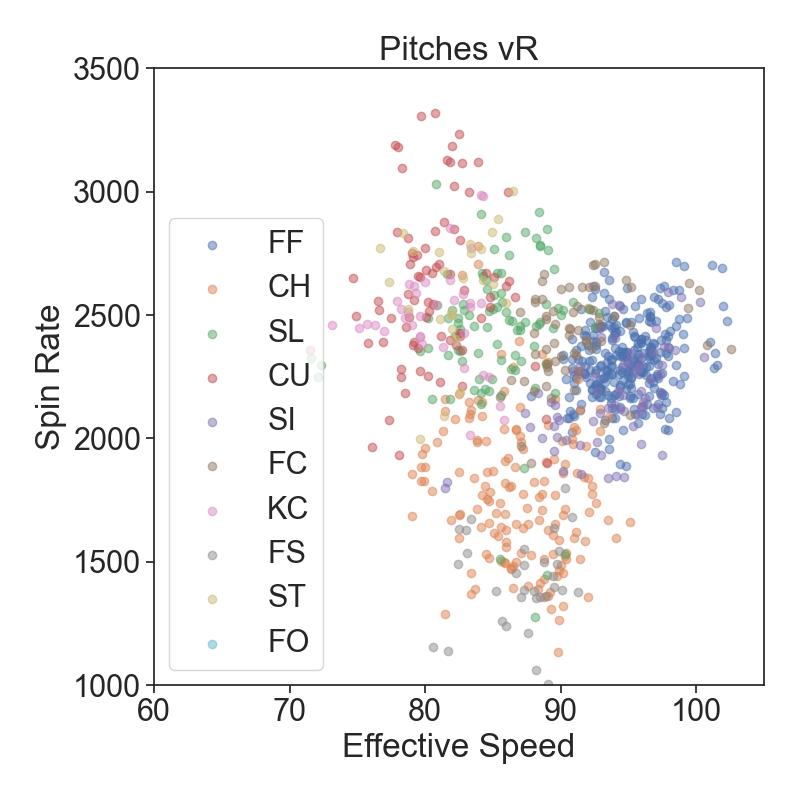 Pitches vR
3500
3000
2500
2000
1500
1000
Spin Rate
FF
CH
SL
CU
SI
FC
KC
FS
ST
FO
60 70 80 90 100
Effective Speed